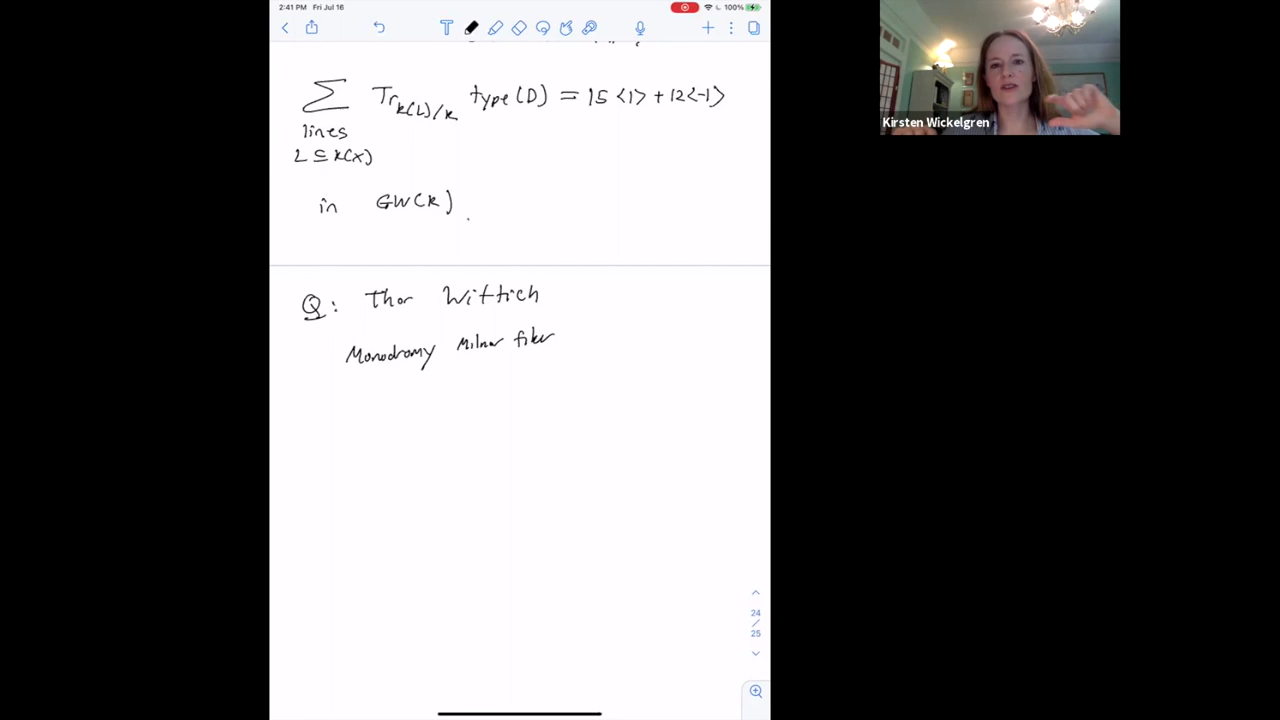 2:41 PM Fri Jul 16
100%
∑ Tr_{k(L)/k} type(D) = 15<1> + 12<-1>
lines
L ⊆ k(X)
in GW(k).
Q: Thor Wittich
Monodromy Milnor fiber
24
/
25
Kirsten Wickelgren